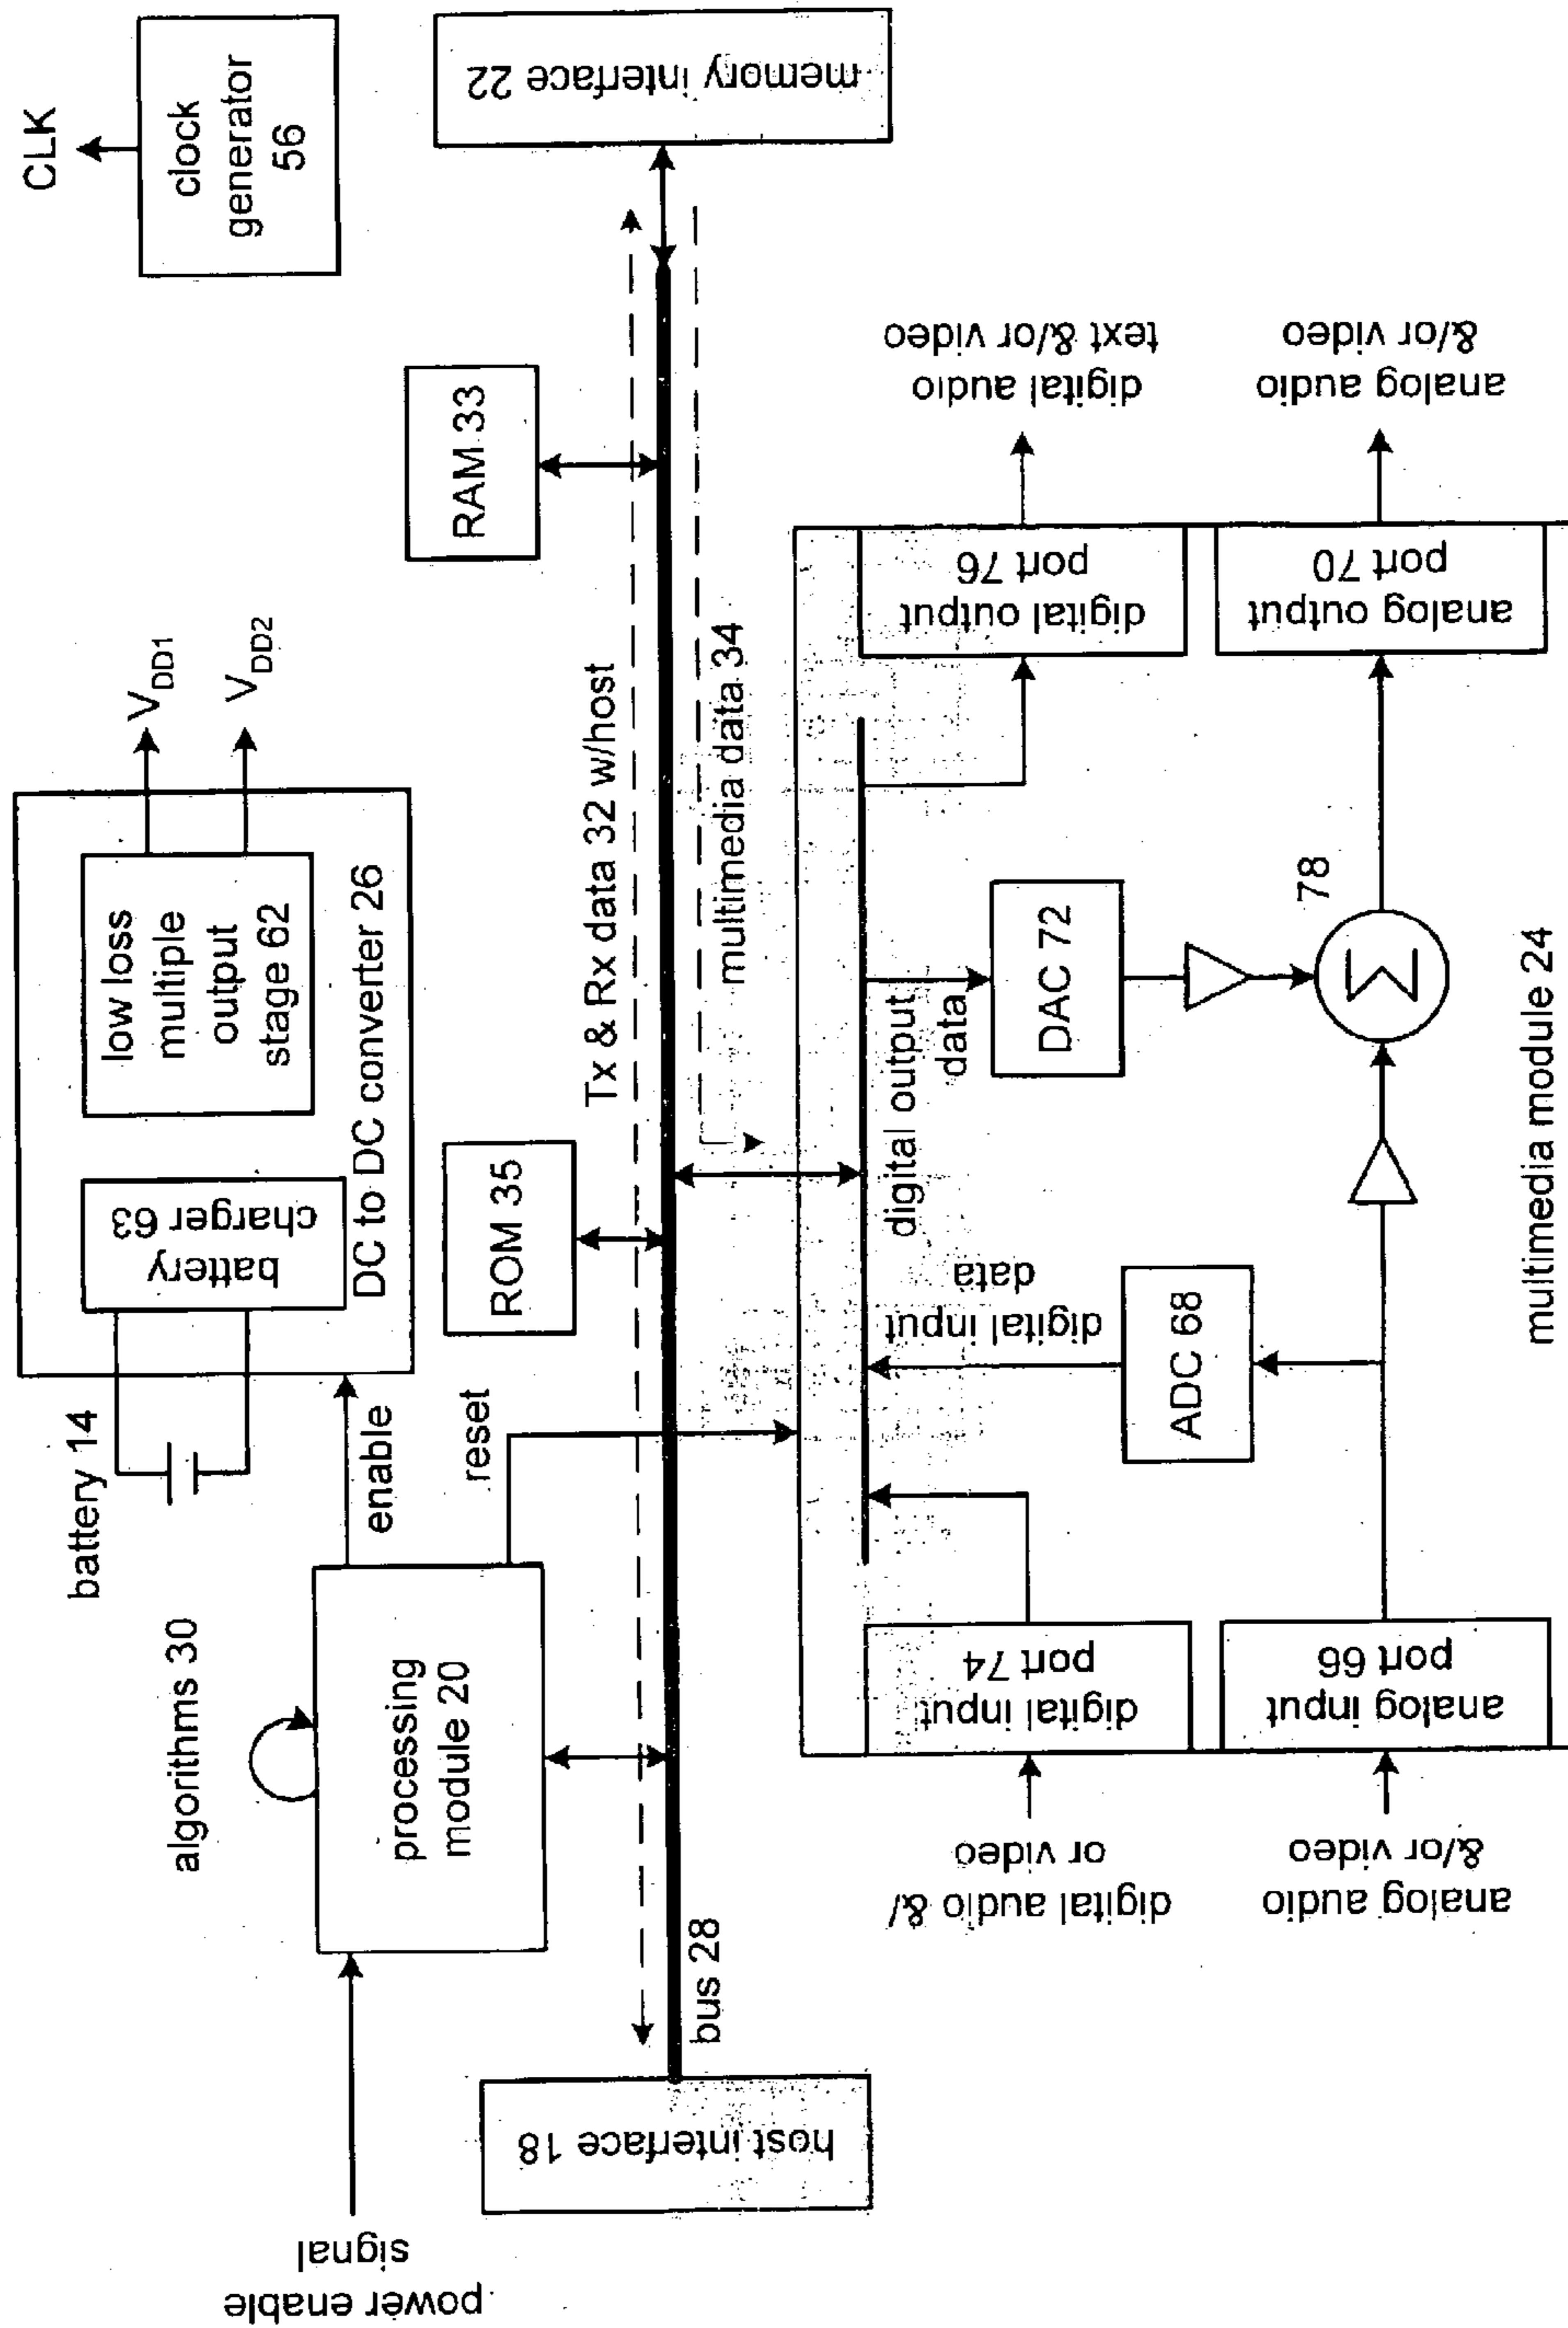 power enable
signal
algorithms 30
processing
module 20
battery 14
enable
reset
battery
charger 63
low loss
multiple
output
stage 62
DC to DC converter 26
VDD1
VDD2
CLK
clock
generator
56
host interface 18
bus 28
ROM 35
Tx & Rx data 32 w/host
RAM 33
memory interface 22
multimedia data 34
digital audio &/
or video
digital input
port 74
digital input
data
digital output
data
digital output
port 76
digital audio
text &/or video
analog audio
&/or video
analog input
port 66
ADC 68
DAC 72
Σ
78
analog output
port 70
analog audio
&/or video
multimedia module 24